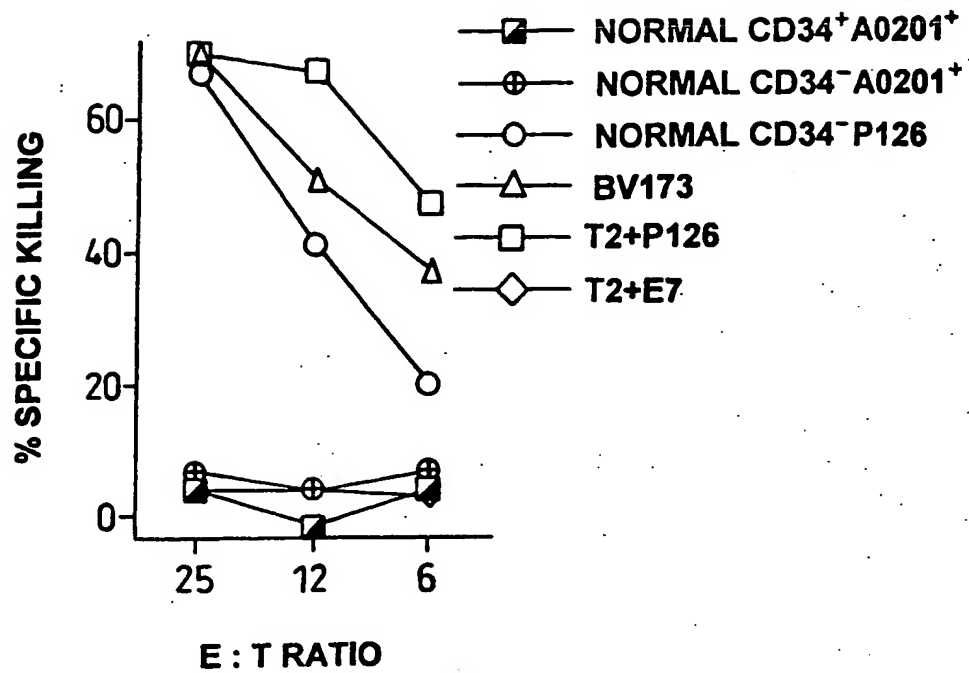 NORMAL CD34⁺A0201⁺
NORMAL CD34⁻A0201⁺
NORMAL CD34⁻P126
BV173
T2+P126
T2+E7
% SPECIFIC KILLING
60
40
20
0
25 12 6
E : T RATIO